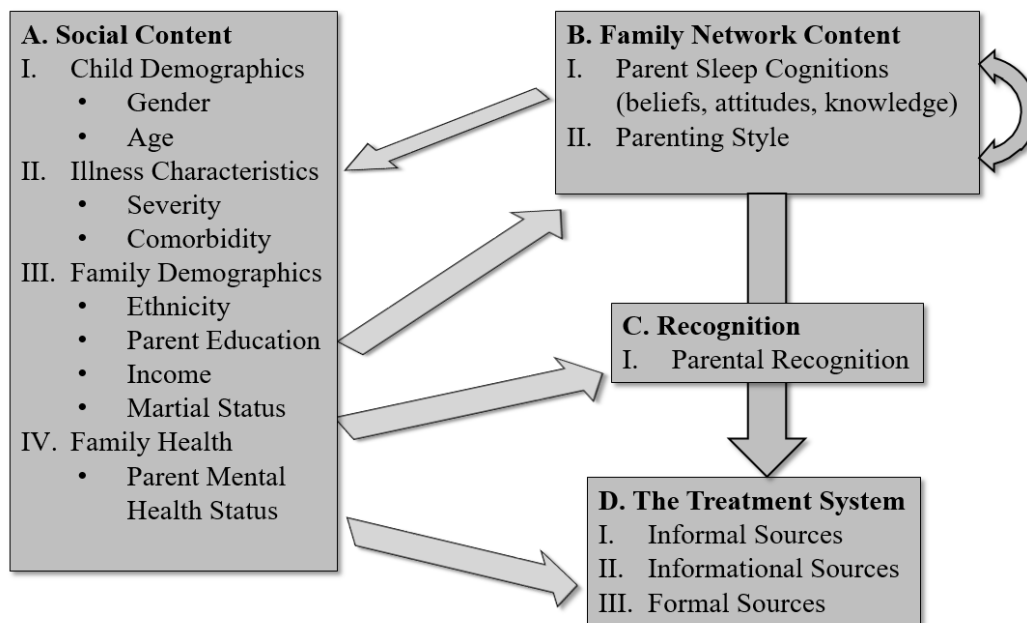 A. Social Content
I. Child Demographics
• Gender
• Age
II. Illness Characteristics
• Severity
• Comorbidity
III. Family Demographics
• Ethnicity
• Parent Education
• Income
• Martial Status
IV. Family Health
• Parent Mental
Health Status
B. Family Network Content
I. Parent Sleep Cognitions
(beliefs, attitudes, knowledge)
II. Parenting Style
C. Recognition
I. Parental Recognition
D. The Treatment System
I. Informal Sources
II. Informational Sources
III. Formal Sources